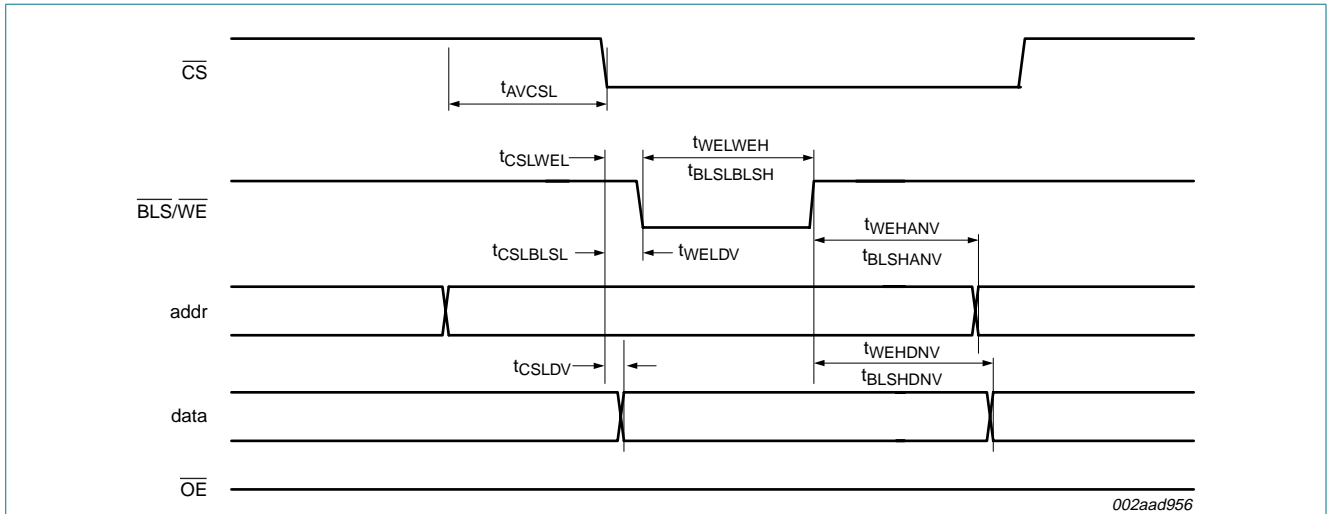 CS
tAVCSL
tCSLWEL
tWELWEH
tBLSLBLSH
BLS/WE
tCSLBLSL
tWELDV
tWEHANV
tBLSHANV
addr
tCSLDV
tWEHDNV
tBLSHDNV
data
OE
002aad956